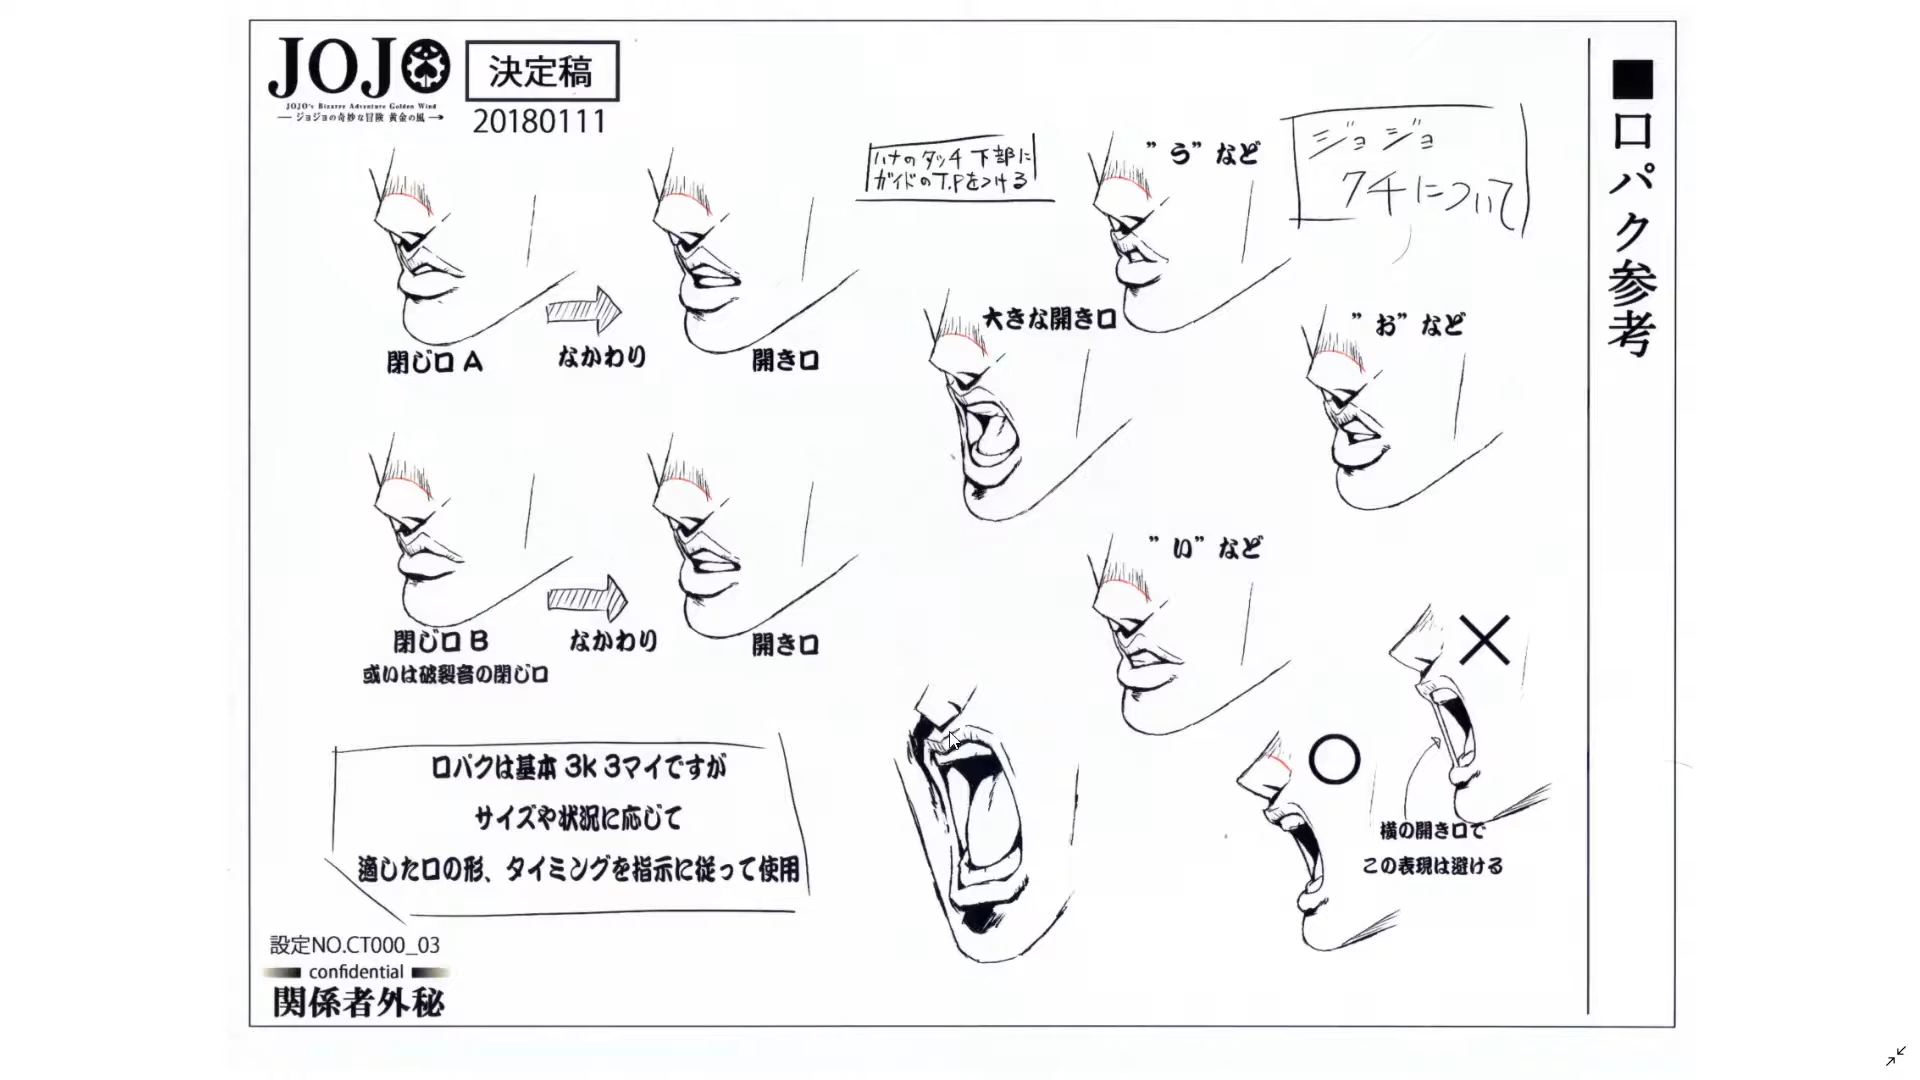 JOJO
JOJO's Bizarre Adventure Golden Wind
ジョジョの奇妙な冒険 黄金の風
決定稿
20180111
■口パク参考
ジョジョ
クチについて
ハナのタッチ下部に
ガイドのT.Pをつける
"う"など
大きな開き口
"お"など
閉じ口 A
なかわり
開き口
"い"など
閉じ口 B
或いは破裂音の閉じ口
なかわり
開き口
×
○
横の開き口で
この表現は避ける
口パクは基本 3k 3マイですが
サイズや状況に応じて
適した口の形、タイミングを指示に従って使用
設定NO.CT000_03
confidential
関係者外秘